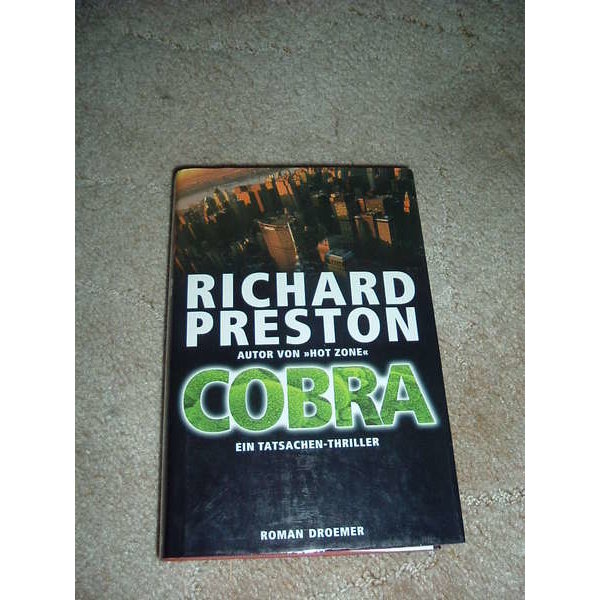 RICHARD
PRESTON
AUTOR VON »HOT ZONE«
COBRA
EIN TATSACHEN-THRILLER
ROMAN DROEMER